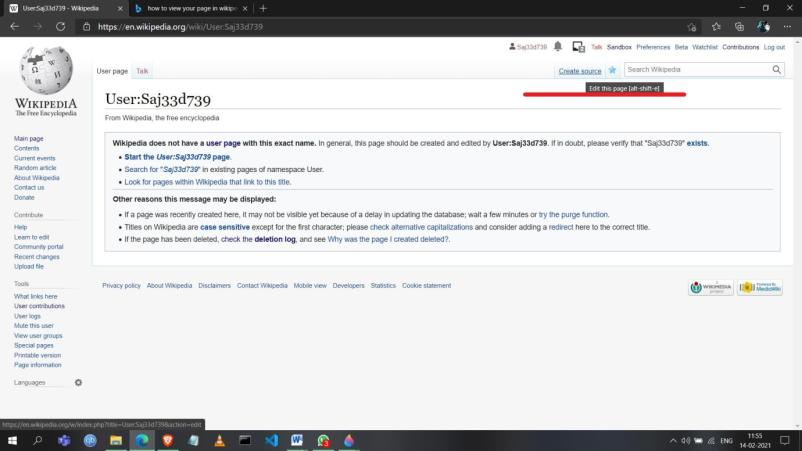 User:Saj33d739 - Wikipedia
how to view your page in wikipe
https://en.wikipedia.org/wiki/User:Saj33d739
Saj33d739 Talk Sandbox Preferences Beta Watchlist Contributions Log out
User page Talk Create source Search Wikipedia
Edit this page [alt-shift-e]
WIKIPEDIA
The Free Encyclopedia
Main page
Contents
Current events
Random article
About Wikipedia
Contact us
Donate
Contribute
Help
Learn to edit
Community portal
Recent changes
Upload file
Tools
What links here
User contributions
User logs
Mute this user
View user groups
Special pages
Printable version
Page information
Languages
User:Saj33d739
From Wikipedia, the free encyclopedia
Wikipedia does not have a user page with this exact name. In general, this page should be created and edited by User:Saj33d739. If in doubt, please verify that "Saj33d739" exists.
• Start the User:Saj33d739 page.
• Search for "Saj33d739" in existing pages of namespace User.
• Look for pages within Wikipedia that link to this title.
Other reasons this message may be displayed:
• If a page was recently created here, it may not be visible yet because of a delay in updating the database; wait a few minutes or try the purge function.
• Titles on Wikipedia are case sensitive except for the first character; please check alternative capitalizations and consider adding a redirect here to the correct title.
• If the page has been deleted, check the deletion log, and see Why was the page I created deleted?.
Privacy policy About Wikipedia Disclaimers Contact Wikipedia Mobile view Developers Statistics Cookie statement
WIKIMEDIA
project
Powered By
MediaWiki
https://en.wikipedia.org/w/index.php?title=User:Saj33d739&action=edit
ENG
11:55
14-02-2021